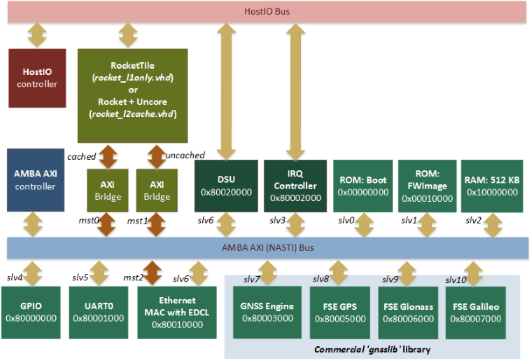 HostIO Bus
HostIO
controller
RocketTile
(rocket_l1only.vhd)
or
Rocket + Uncore
(rocket_l2cache.vhd)
cached
uncached
AMBA AXI
controller
AXI
Bridge
AXI
Bridge
DSU
0x80020000
IRQ
Controller
0x80002000
ROM: Boot
0x00000000
ROM:
FWImage
0x00010000
RAM: 512 KB
0x10000000
mst0
mst1
slv6
slv3
slv0
slv1
slv2
AMBA AXI (NASTI) Bus
slv4
slv5
mst2
slv6
slv7
slv8
slv9
slv10
GPIO
0x80000000
UART0
0x80001000
Ethernet
MAC with EDCL
0x80010000
GNSS Engine
0x80003000
FSE GPS
0x80005000
FSE Glonass
0x80006000
FSE Galileo
0x80007000
Commercial 'gnsslib' library